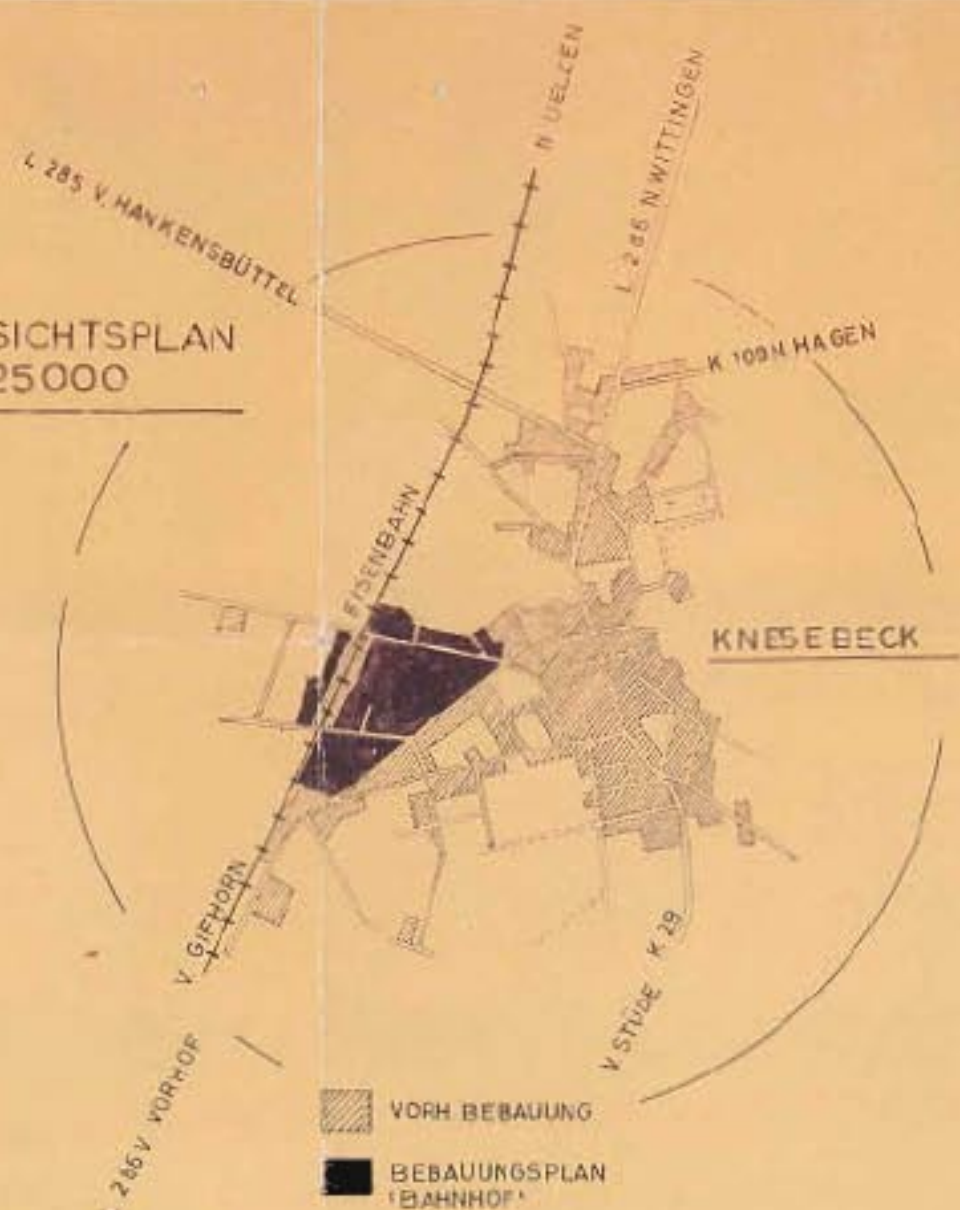 N UELZEN
L 286 N. WITTINGEN
L 285 V. HANKENSBÜTTEL
SICHTSPLAN
25000
K 109 N HAGEN
EISENBAHN
KNESEBECK
V. GIFHORN
V. STÜDE K 29
286 V VORHOF
VORH. BEBAUUNG
BEBAUUNGSPLAN
"BAHNHOF"